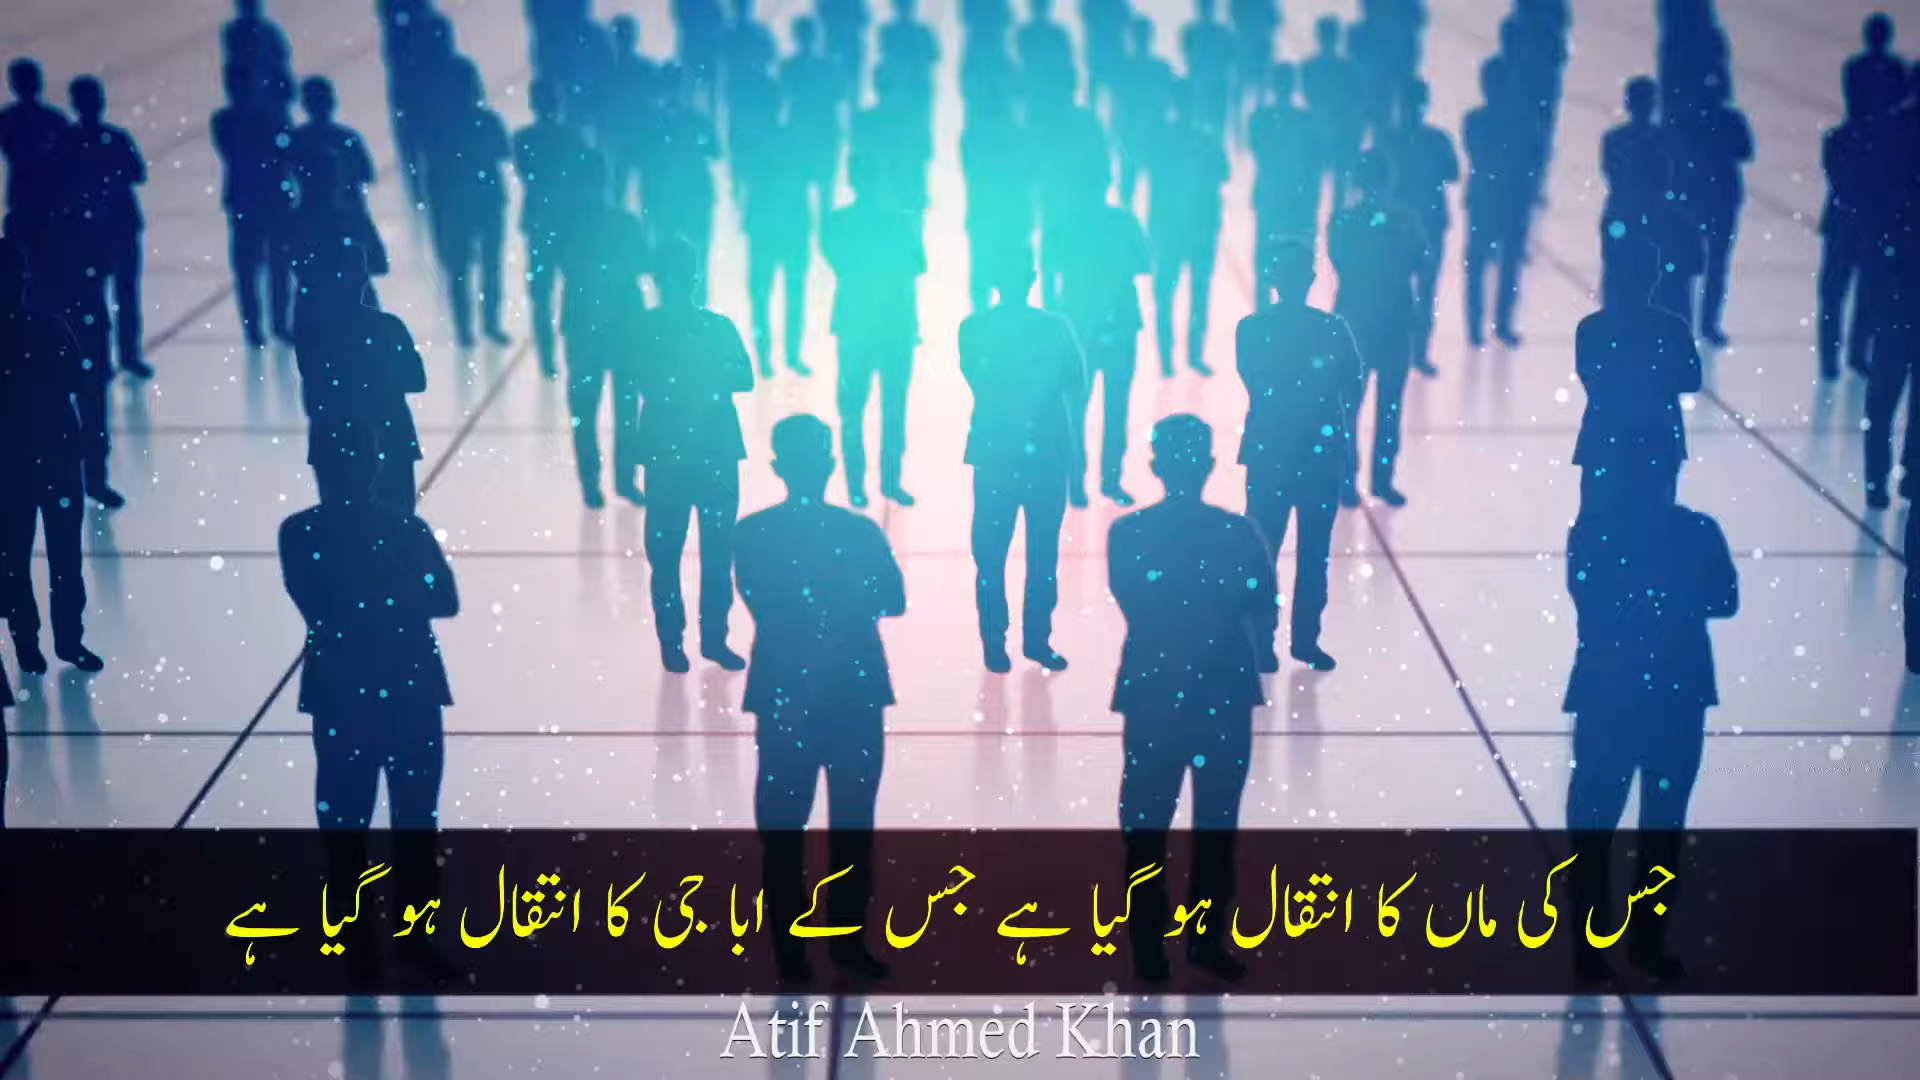 جس کی ماں کا انتقال ہو گیا ہے جس کے ابا جی کا انتقال ہو گیا ہے
Atif Ahmed Khan